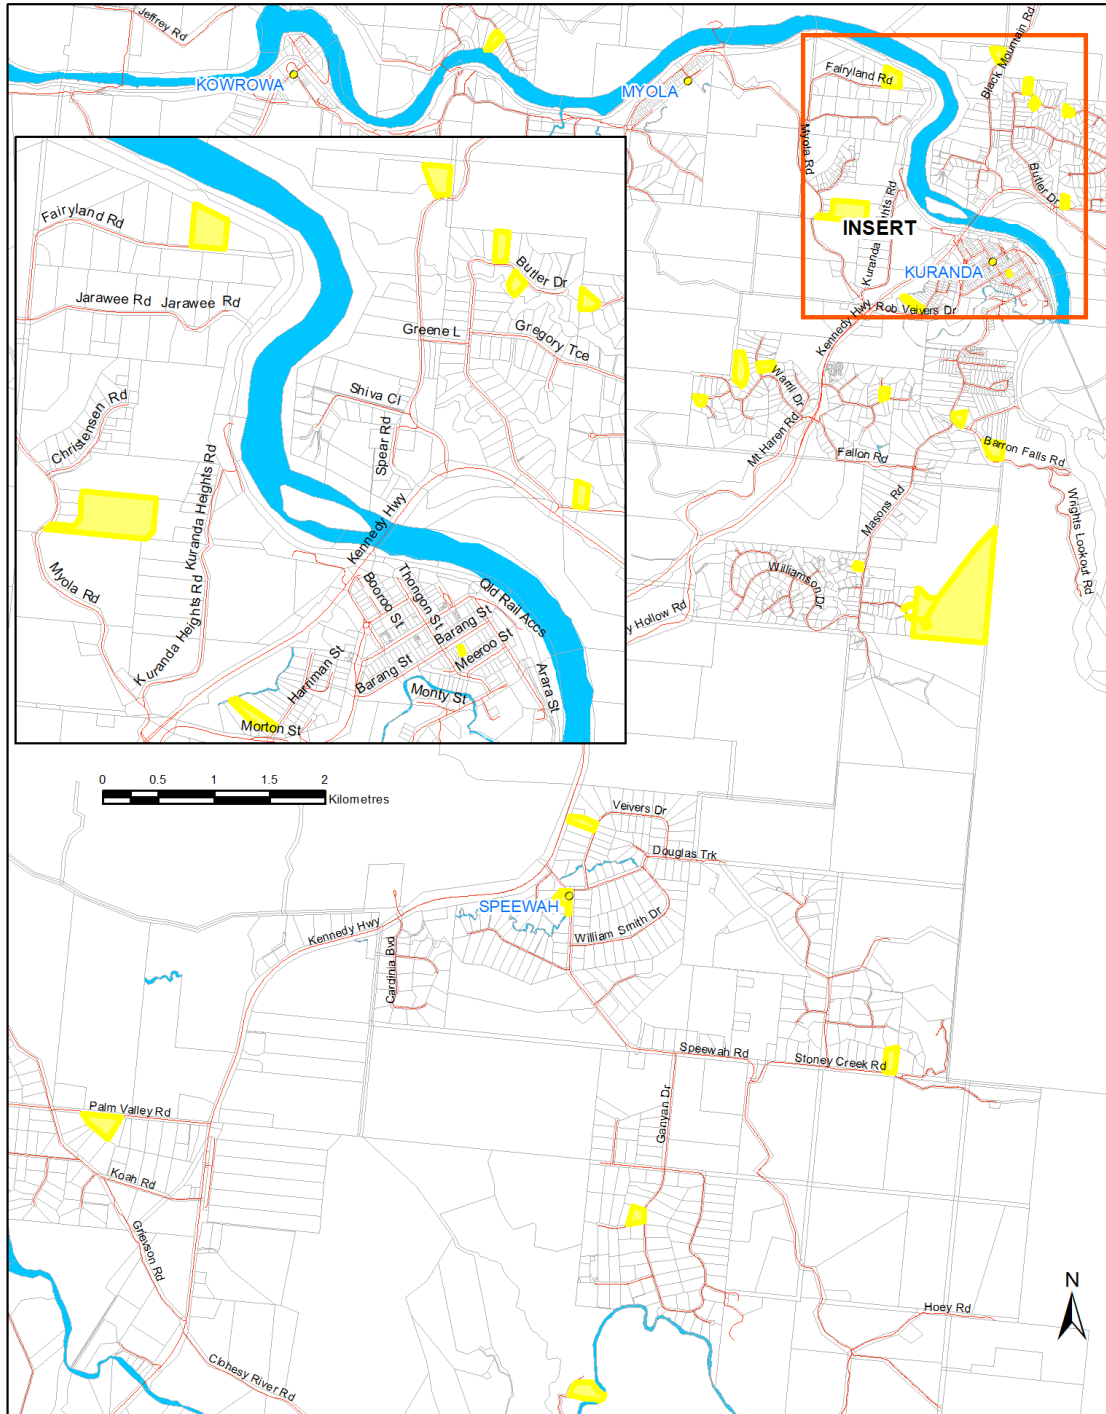 Jeffrey Rd
KOWROWA
MYOLA
Fairyland Rd
Black Mountain Rd
Myola Rd
Butler Dr
INSERT
KURANDA
Rob Veivers Dr
Kennedy Hwy
Fairyland Rd
Jarawee Rd Jarawee Rd
Butler Dr
Greene L
Gregory Tce
Shiva Cl
Spear Rd
Christensen Rd
Kuranda Heights Rd
Kuranda Heights Rd
Myola Rd
Kennedy Hwy
Booroo St
Thongon St
Qld Rail Accs
Barang St
Meeroo St
Barang St
Harriman St
Monty St
Arara St
Morton St
Warril Dr
Mt Haren Rd
Fallon Rd
Barron Falls Rd
Masons Rd
Wrights Lookout Rd
Williamson Dr
y Hollow Rd
0 0.5 1 1.5 2
Kilometres
Veivers Dr
Douglas Trk
SPEEWAH
William Smith Dr
Kennedy Hwy
Cardinia Bvd
Speewah Rd
Stoney Creek Rd
Ganyan Dr
Palm Valley Rd
Koah Rd
Grievson Rd
Clohesy River Rd
Hoey Rd
N